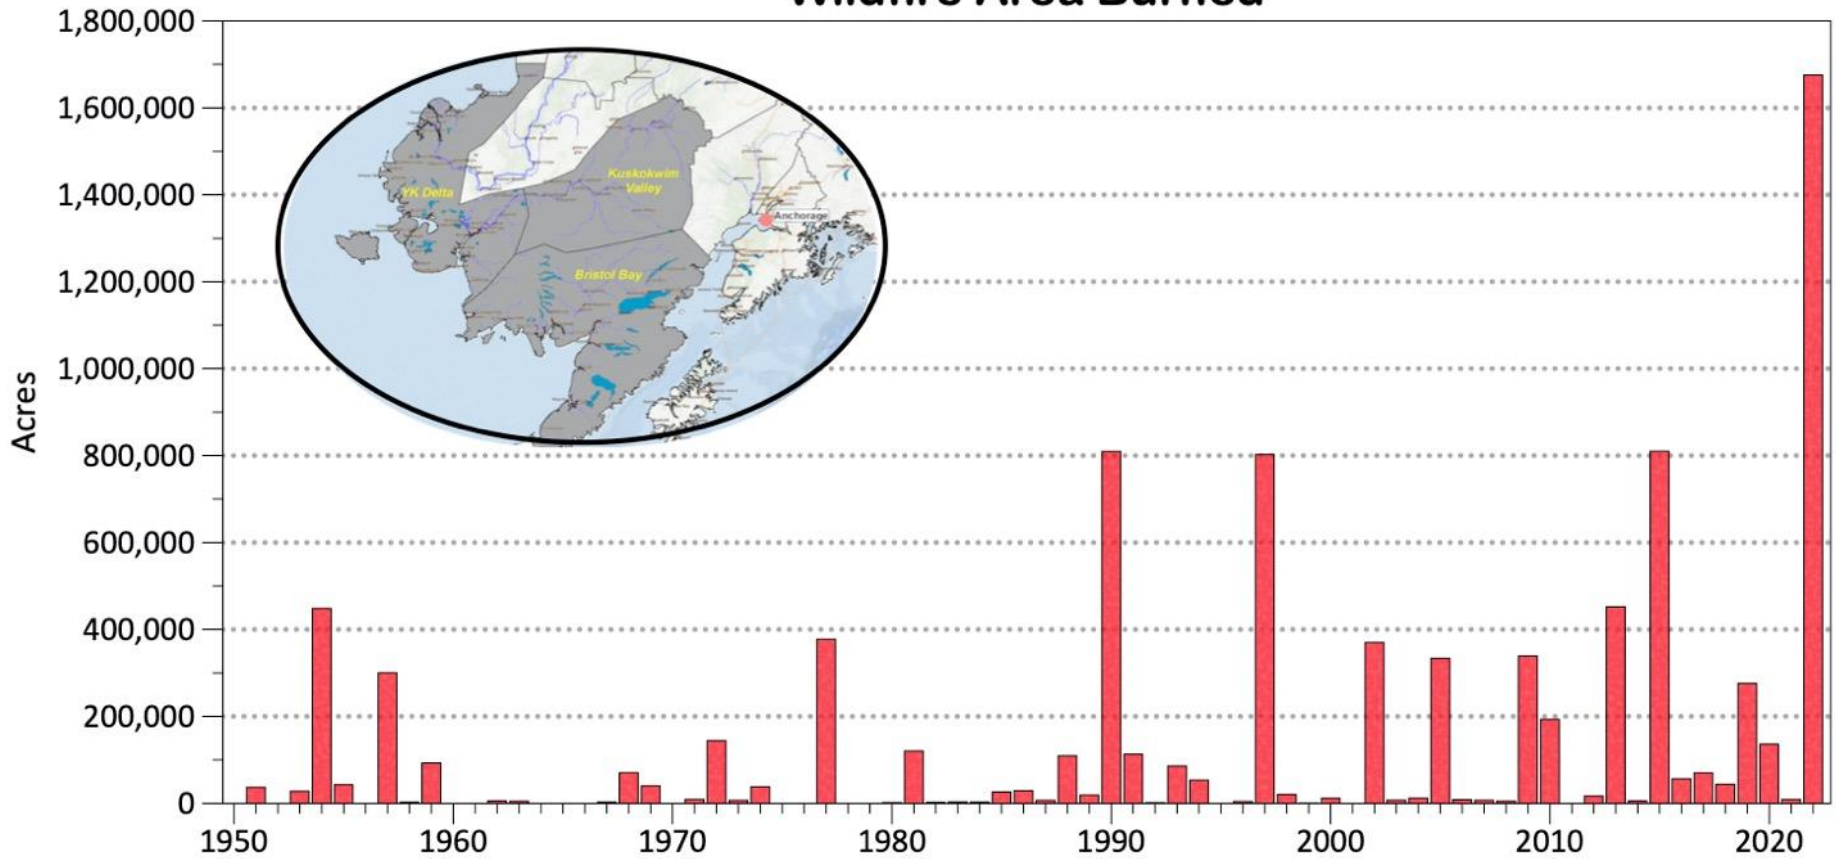 Wildfire Area Burned
1,800,000
1,600,000
1,400,000
1,200,000
1,000,000
800,000
600,000
400,000
200,000
0
Acres
YK Delta
Kuskokwim
Valley
Bristol Bay
Anchorage
1950 1960 1970 1980 1990 2000 2010 2020